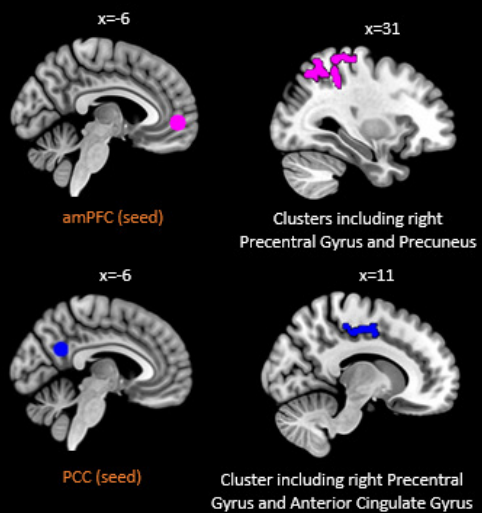 x=-6
x=31
amPFC (seed)
Clusters including right
Precentral Gyrus and Precuneus
x=-6
x=11
PCC (seed)
Cluster including right Precentral
Gyrus and Anterior Cingulate Gyrus